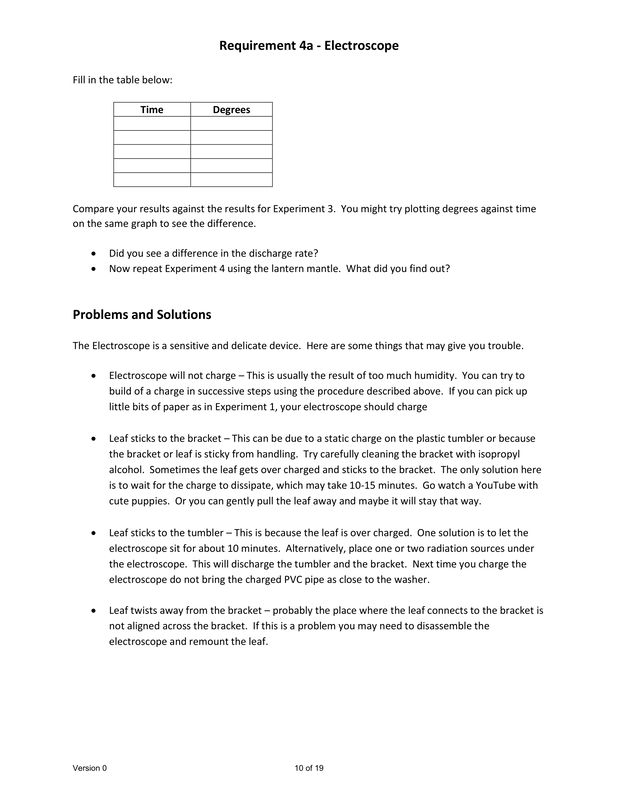 Requirement 4a - Electroscope
Fill in the table below:
Time Degrees
Compare your results against the results for Experiment 3.  You might try plotting degrees against time
on the same graph to see the difference.
• Did you see a difference in the discharge rate?
• Now repeat Experiment 4 using the lantern mantle.  What did you find out?
Problems and Solutions
The Electroscope is a sensitive and delicate device.  Here are some things that may give you trouble.
• Electroscope will not charge – This is usually the result of too much humidity.  You can try to
build of a charge in successive steps using the procedure described above.  If you can pick up
little bits of paper as in Experiment 1, your electroscope should charge
• Leaf sticks to the bracket – This can be due to a static charge on the plastic tumbler or because
the bracket or leaf is sticky from handling.  Try carefully cleaning the bracket with isopropyl
alcohol.  Sometimes the leaf gets over charged and sticks to the bracket.  The only solution here
is to wait for the charge to dissipate, which may take 10-15 minutes.  Go watch a YouTube with
cute puppies.  Or you can gently pull the leaf away and maybe it will stay that way.
• Leaf sticks to the tumbler – This is because the leaf is over charged.  One solution is to let the
electroscope sit for about 10 minutes.  Alternatively, place one or two radiation sources under
the electroscope.  This will discharge the tumbler and the bracket.  Next time you charge the
electroscope do not bring the charged PVC pipe as close to the washer.
• Leaf twists away from the bracket – probably the place where the leaf connects to the bracket is
not aligned across the bracket.  If this is a problem you may need to disassemble the
electroscope and remount the leaf.
Version 0 10 of 19